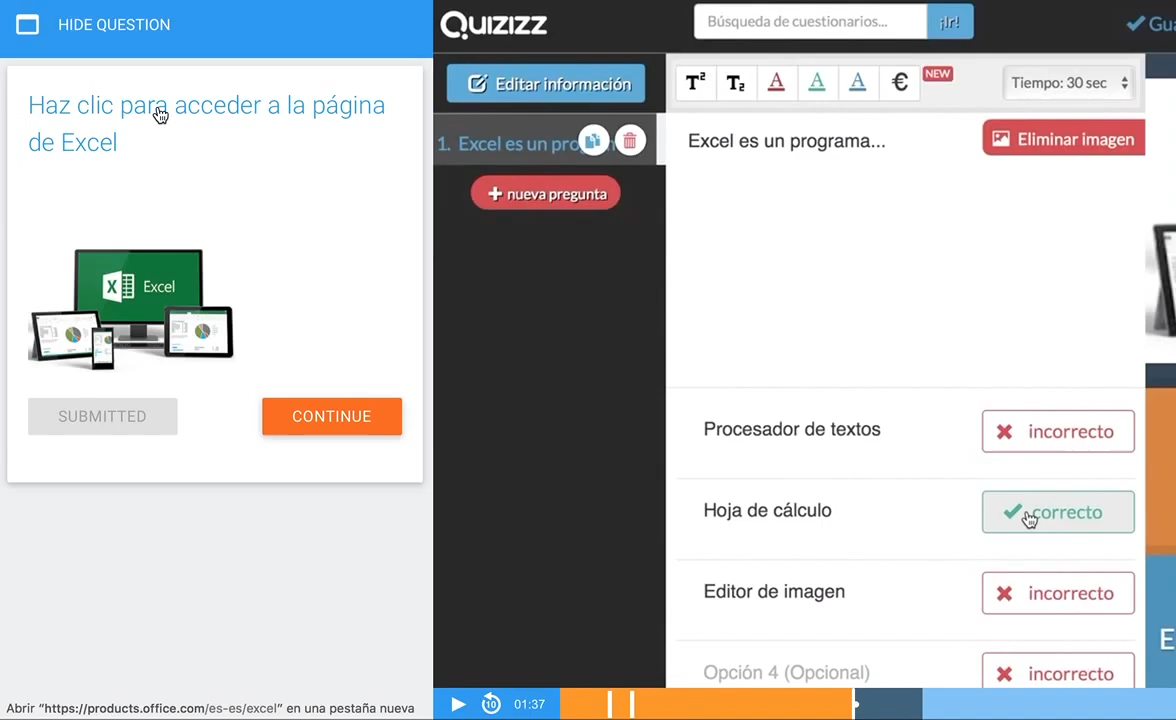 HIDE QUESTION
Haz clic para acceder a la página
de Excel
Excel
SUBMITTED
CONTINUE
Abrir “https://products.office.com/es-es/excel” en una pestaña nueva
Quizizz
Búsqueda de cuestionarios...
¡Ir!
Editar información
NEW
Tiempo: 30 sec
1. Excel es un
nueva pregunta
T² T₂ A A A €
Excel es un programa...
Eliminar imagen
Procesador de textos
incorrecto
Hoja de cálculo
correcto
Editor de imagen
incorrecto
Opción 4 (Opcional)
incorrecto
10
01:37